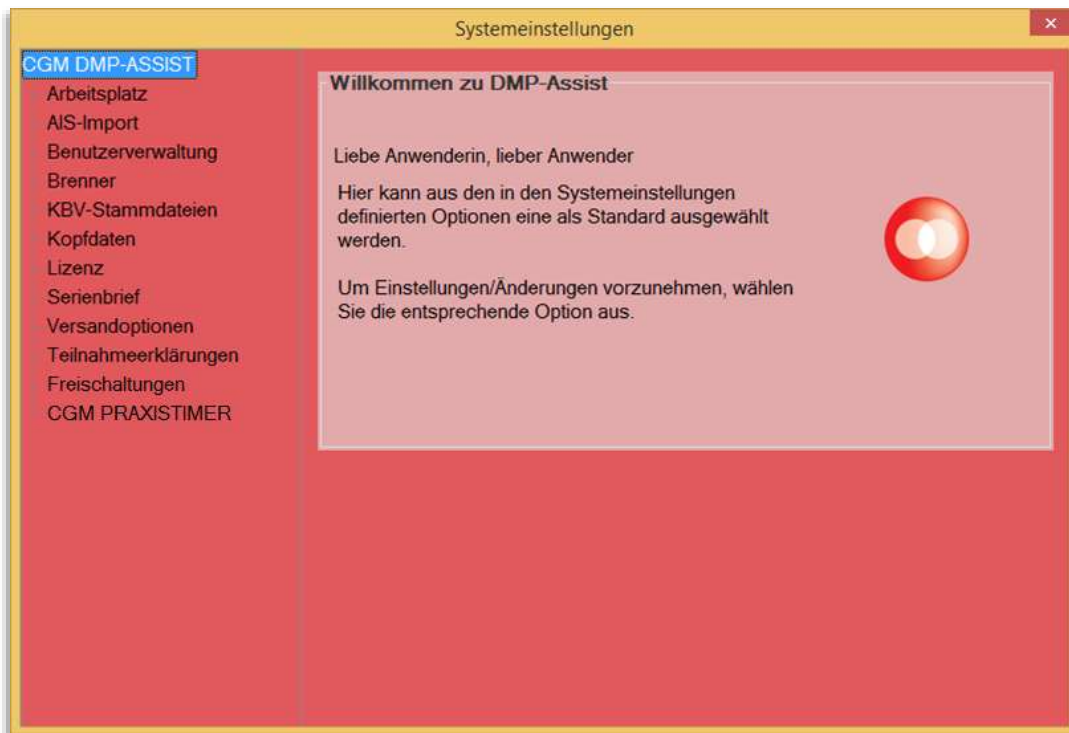 Systemeinstellungen
CGM DMP-ASSIST
Arbeitsplatz
AIS-Import
Benutzerverwaltung
Brenner
KBV-Stammdateien
Kopfdaten
Lizenz
Serienbrief
Versandoptionen
Teilnahmeerklärungen
Freischaltungen
CGM PRAXISTIMER
Willkommen zu DMP-Assist
Liebe Anwenderin, lieber Anwender
Hier kann aus den in den Systemeinstellungen
definierten Optionen eine als Standard ausgewählt
werden.
Um Einstellungen/Änderungen vorzunehmen, wählen
Sie die entsprechende Option aus.